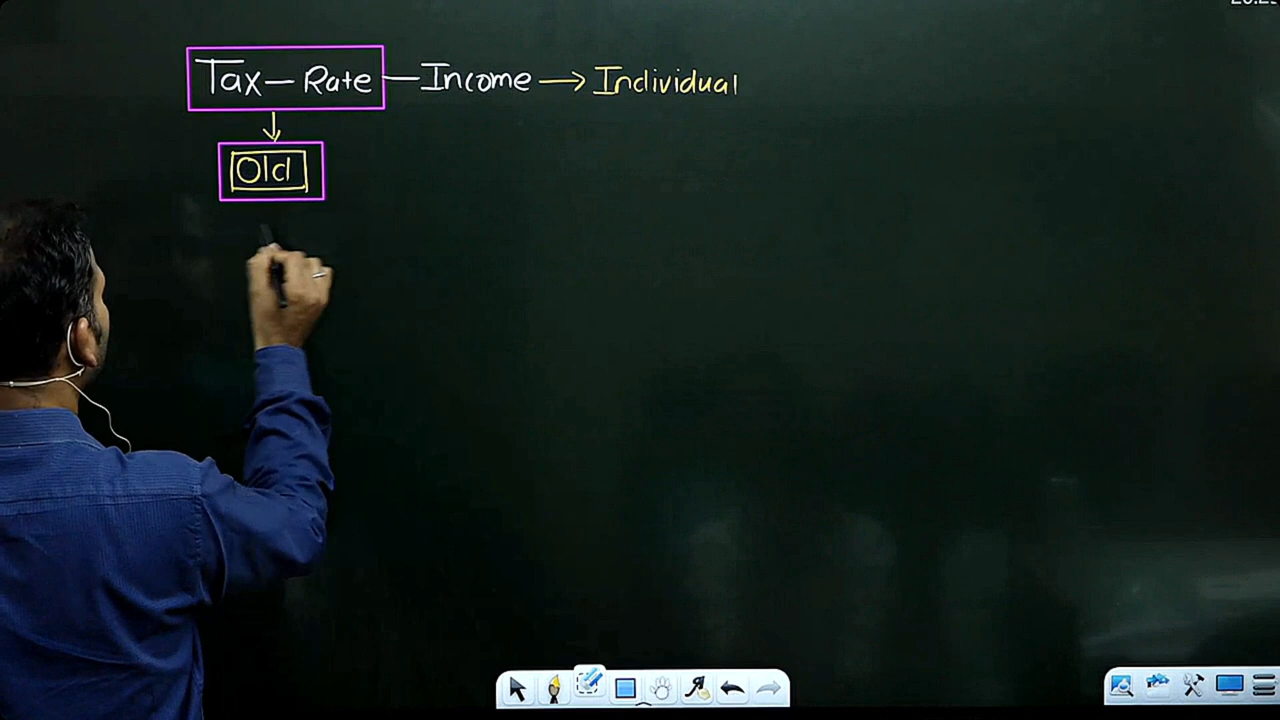 Tax – Rate – Income → Individual
Old